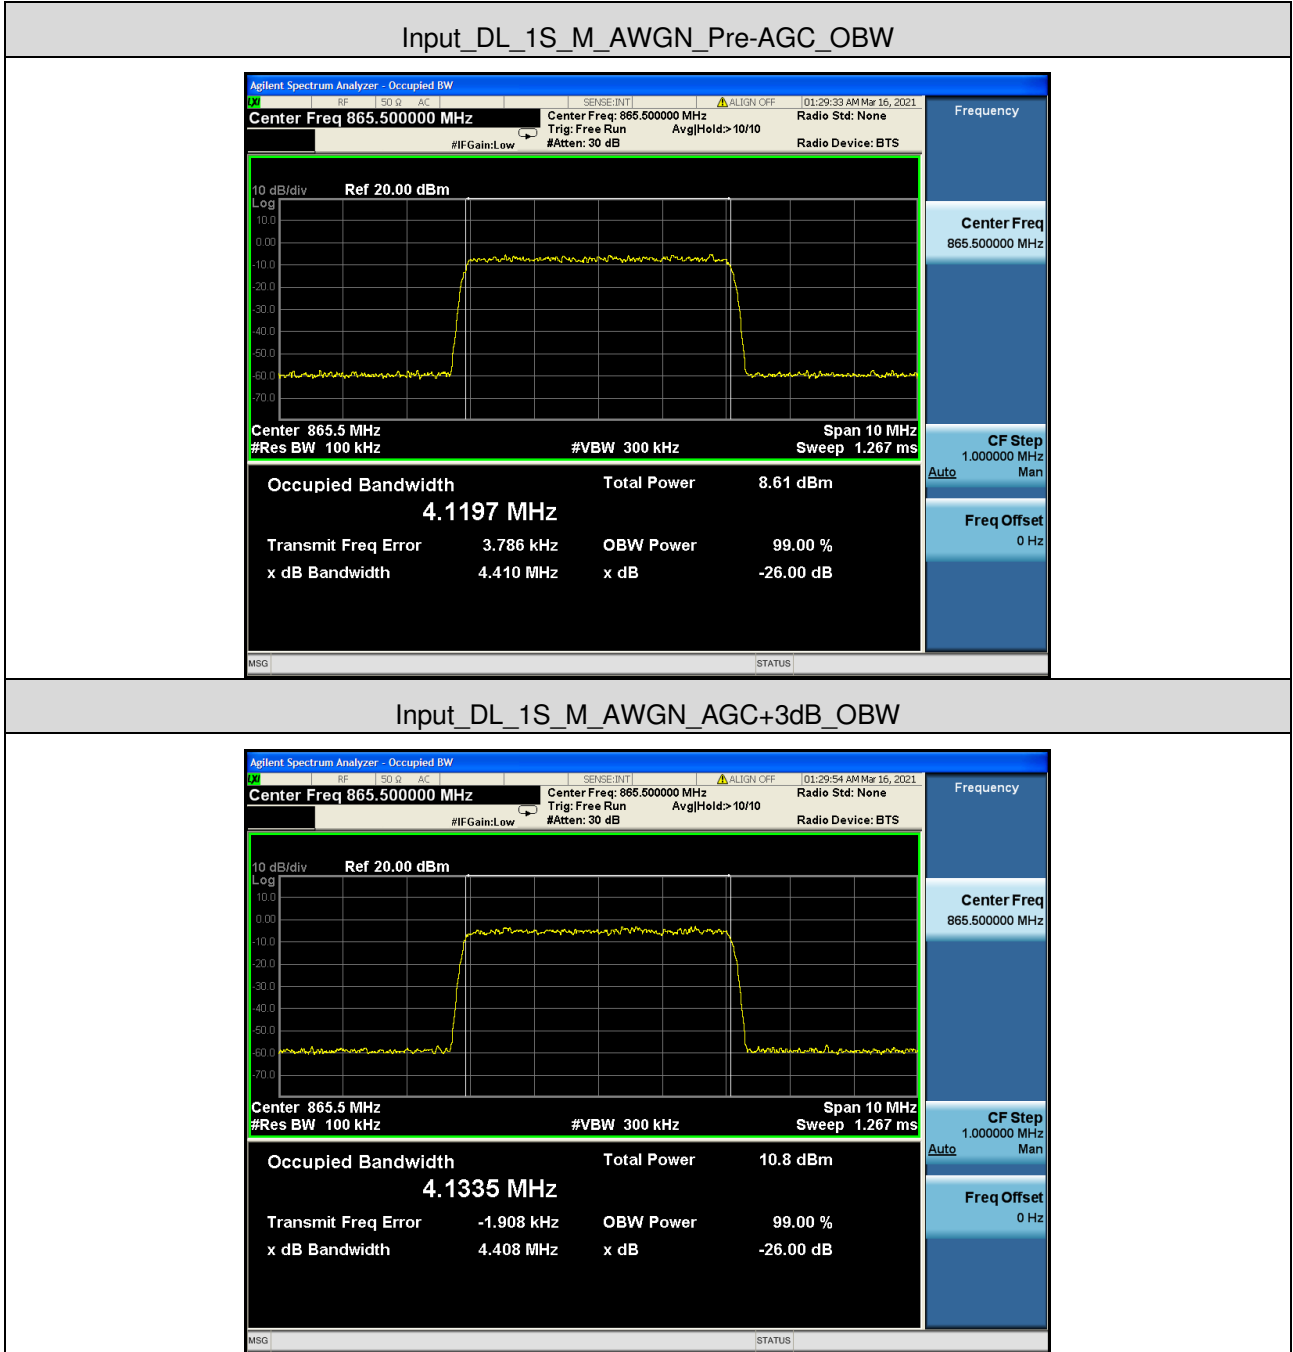 Input_DL_1S_M_AWGN_Pre-AGC_OBW
Agilent Spectrum Analyzer - Occupied BW
LXI RF 50 Ω AC SENSE:INT ALIGN OFF 01:29:33 AM Mar 16, 2021
Center Freq 865.500000 MHz
Center Freq: 865.500000 MHz
Radio Std: None
Trig: Free Run Avg|Hold:>10/10
#IFGain:Low
#Atten: 30 dB
Radio Device: BTS
Frequency
10 dB/div Ref 20.00 dBm
Log
10.0
0.00
-10.0
-20.0
-30.0
-40.0
-50.0
-60.0
-70.0
Center 865.5 MHz Span 10 MHz
#Res BW 100 kHz #VBW 300 kHz Sweep 1.267 ms
Center Freq
865.500000 MHz
CF Step
1.000000 MHz
Auto Man
Freq Offset
0 Hz
Occupied Bandwidth Total Power 8.61 dBm
4.1197 MHz
Transmit Freq Error 3.786 kHz OBW Power 99.00 %
x dB Bandwidth 4.410 MHz x dB -26.00 dB
MSG STATUS
Input_DL_1S_M_AWGN_AGC+3dB_OBW
Agilent Spectrum Analyzer - Occupied BW
LXI RF 50 Ω AC SENSE:INT ALIGN OFF 01:29:54 AM Mar 16, 2021
Center Freq 865.500000 MHz
Center Freq: 865.500000 MHz
Radio Std: None
Trig: Free Run Avg|Hold:>10/10
#IFGain:Low
#Atten: 30 dB
Radio Device: BTS
Frequency
10 dB/div Ref 20.00 dBm
Log
10.0
0.00
-10.0
-20.0
-30.0
-40.0
-50.0
-60.0
-70.0
Center 865.5 MHz Span 10 MHz
#Res BW 100 kHz #VBW 300 kHz Sweep 1.267 ms
Center Freq
865.500000 MHz
CF Step
1.000000 MHz
Auto Man
Freq Offset
0 Hz
Occupied Bandwidth Total Power 10.8 dBm
4.1335 MHz
Transmit Freq Error -1.908 kHz OBW Power 99.00 %
x dB Bandwidth 4.408 MHz x dB -26.00 dB
MSG STATUS